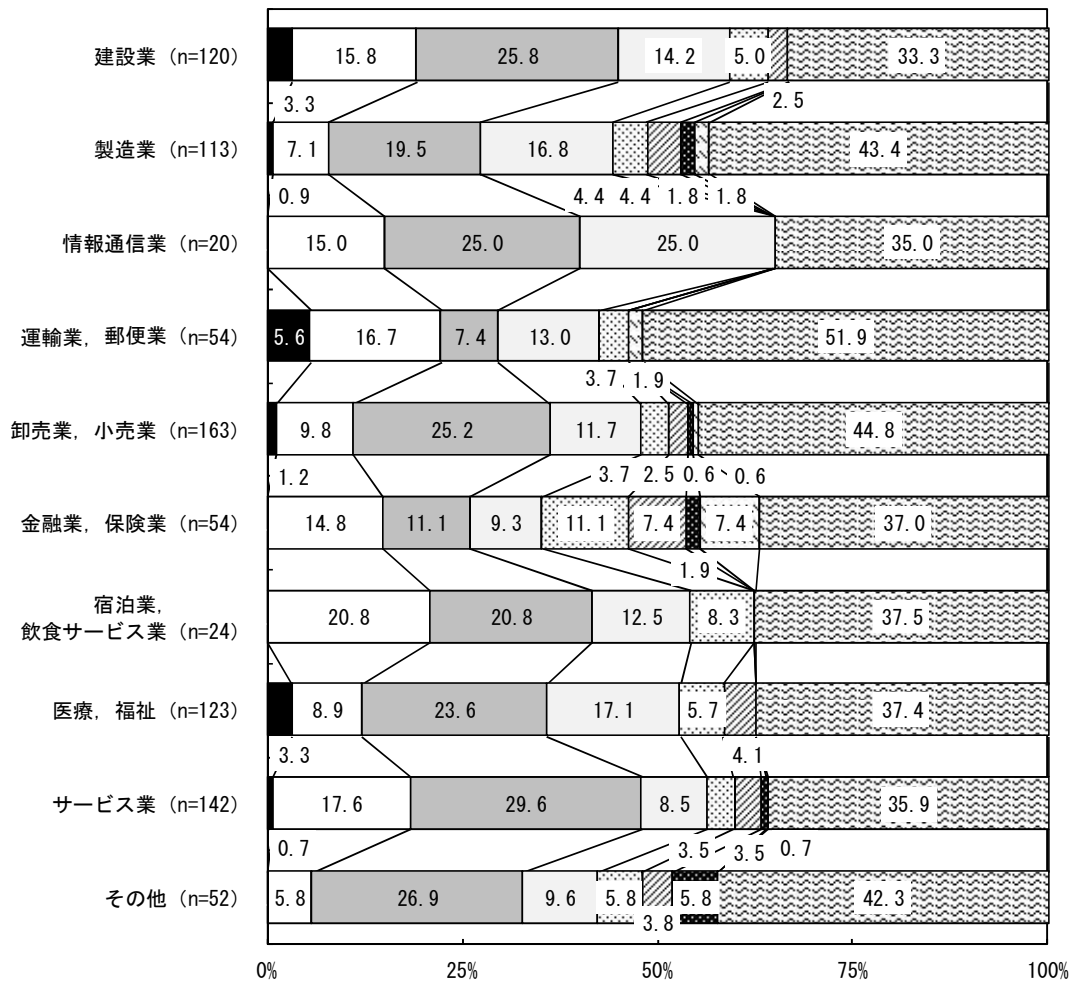 建設業 (n=120) 15.8 25.8 14.2 5.0 33.3
3.3 2.5
製造業 (n=113) 7.1 19.5 16.8 43.4
0.9 4.4 4.4 1.8 1.8
情報通信業 (n=20) 15.0 25.0 25.0 35.0
運輸業, 郵便業 (n=54) 5.6 16.7 7.4 13.0 51.9
3.7 1.9
卸売業, 小売業 (n=163) 9.8 25.2 11.7 44.8
1.2 3.7 2.5 0.6 0.6
金融業, 保険業 (n=54) 14.8 11.1 9.3 11.1 7.4 7.4 37.0
1.9
宿泊業,
飲食サービス業 (n=24) 20.8 20.8 12.5 8.3 37.5
医療, 福祉 (n=123) 8.9 23.6 17.1 5.7 37.4
3.3 4.1
サービス業 (n=142) 17.6 29.6 8.5 35.9
0.7 3.5 3.5 0.7
その他 (n=52) 5.8 26.9 9.6 5.8 5.8 42.3
3.8
0% 25% 50% 75% 100%